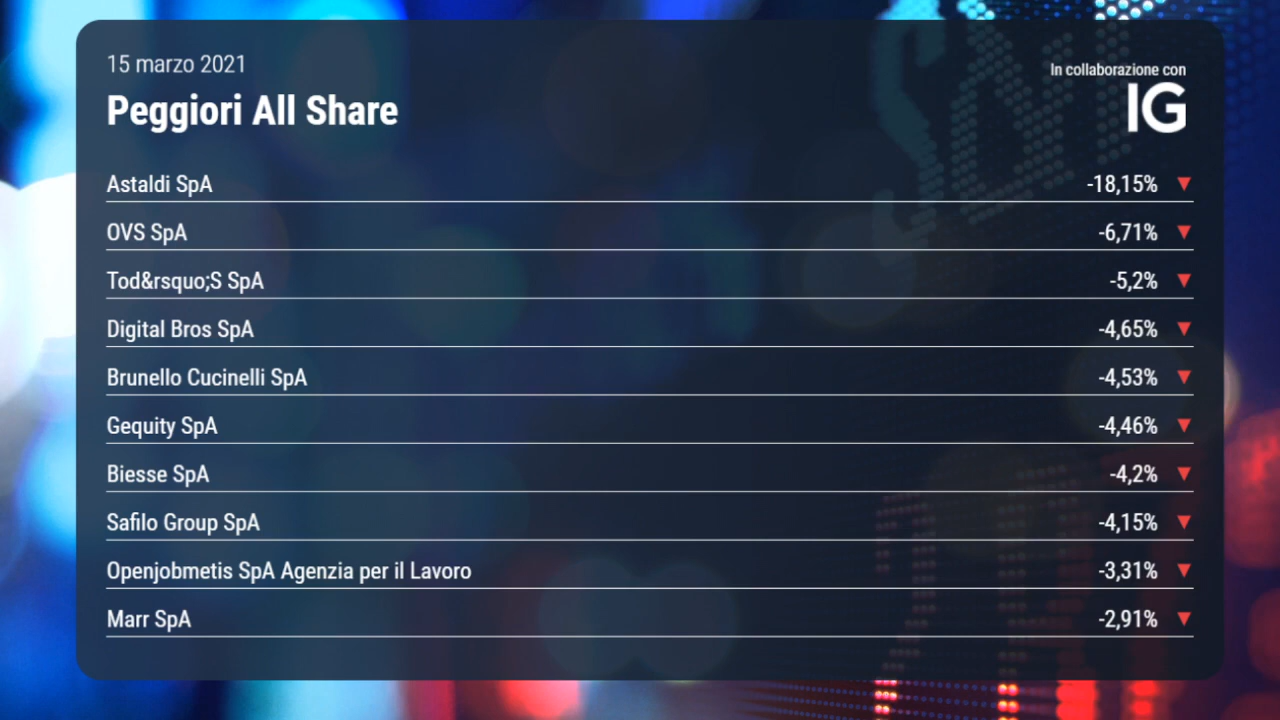 15 marzo 2021
In collaborazione con
Peggiori All Share
IG
Astaldi SpA -18,15% ▼
OVS SpA -6,71% ▼
Tod&rsquo;S SpA -5,2% ▼
Digital Bros SpA -4,65% ▼
Brunello Cucinelli SpA -4,53% ▼
Gequity SpA -4,46% ▼
Biesse SpA -4,2% ▼
Safilo Group SpA -4,15% ▼
Openjobmetis SpA Agenzia per il Lavoro -3,31% ▼
Marr SpA -2,91% ▼